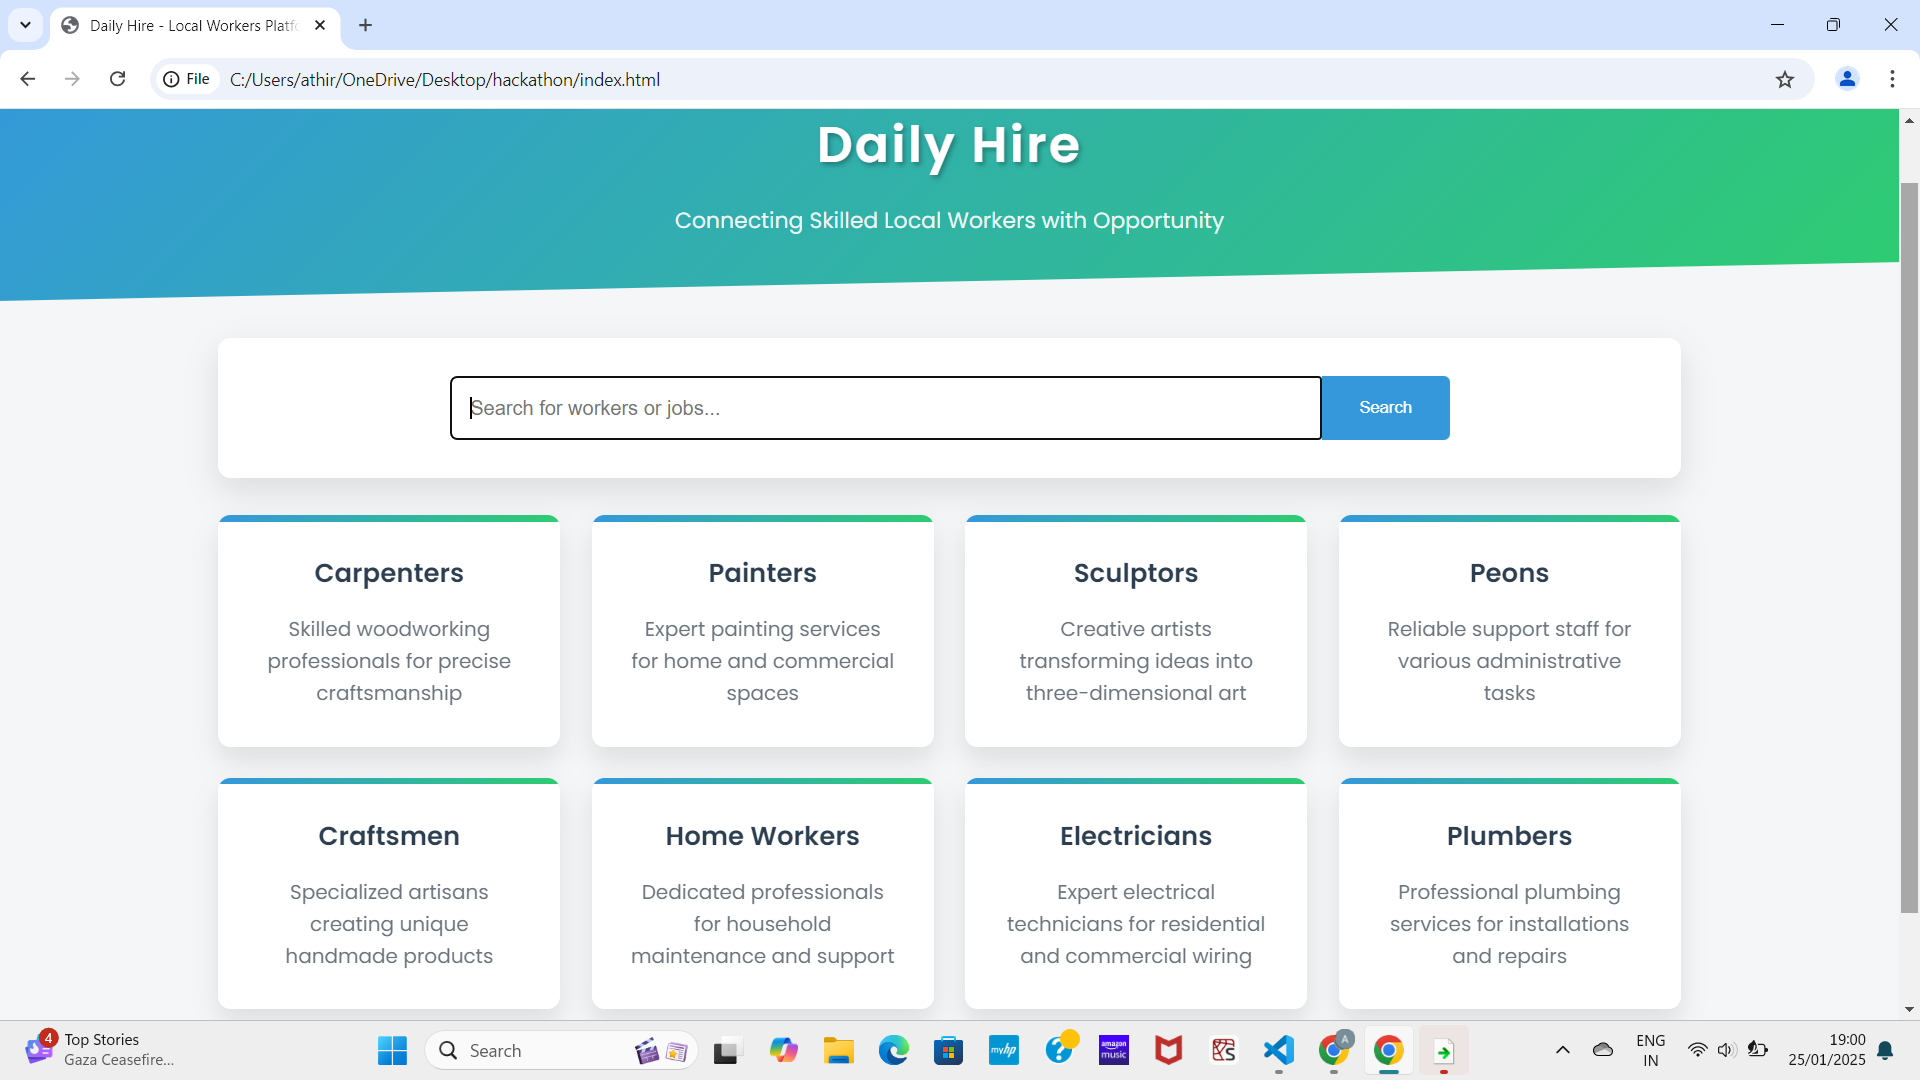 Daily Hire - Local Workers Platfo
File
C:/Users/athir/OneDrive/Desktop/hackathon/index.html
Daily Hire
Connecting Skilled Local Workers with Opportunity
Search for workers or jobs...
Search
Carpenters
Skilled woodworking
professionals for precise
craftsmanship
Painters
Expert painting services
for home and commercial
spaces
Sculptors
Creative artists
transforming ideas into
three-dimensional art
Peons
Reliable support staff for
various administrative
tasks
Craftsmen
Specialized artisans
creating unique
handmade products
Home Workers
Dedicated professionals
for household
maintenance and support
Electricians
Expert electrical
technicians for residential
and commercial wiring
Plumbers
Professional plumbing
services for installations
and repairs
4
Top Stories
Gaza Ceasefire...
Search
myhp
amazon
music
A
ENG
IN
19:00
25/01/2025